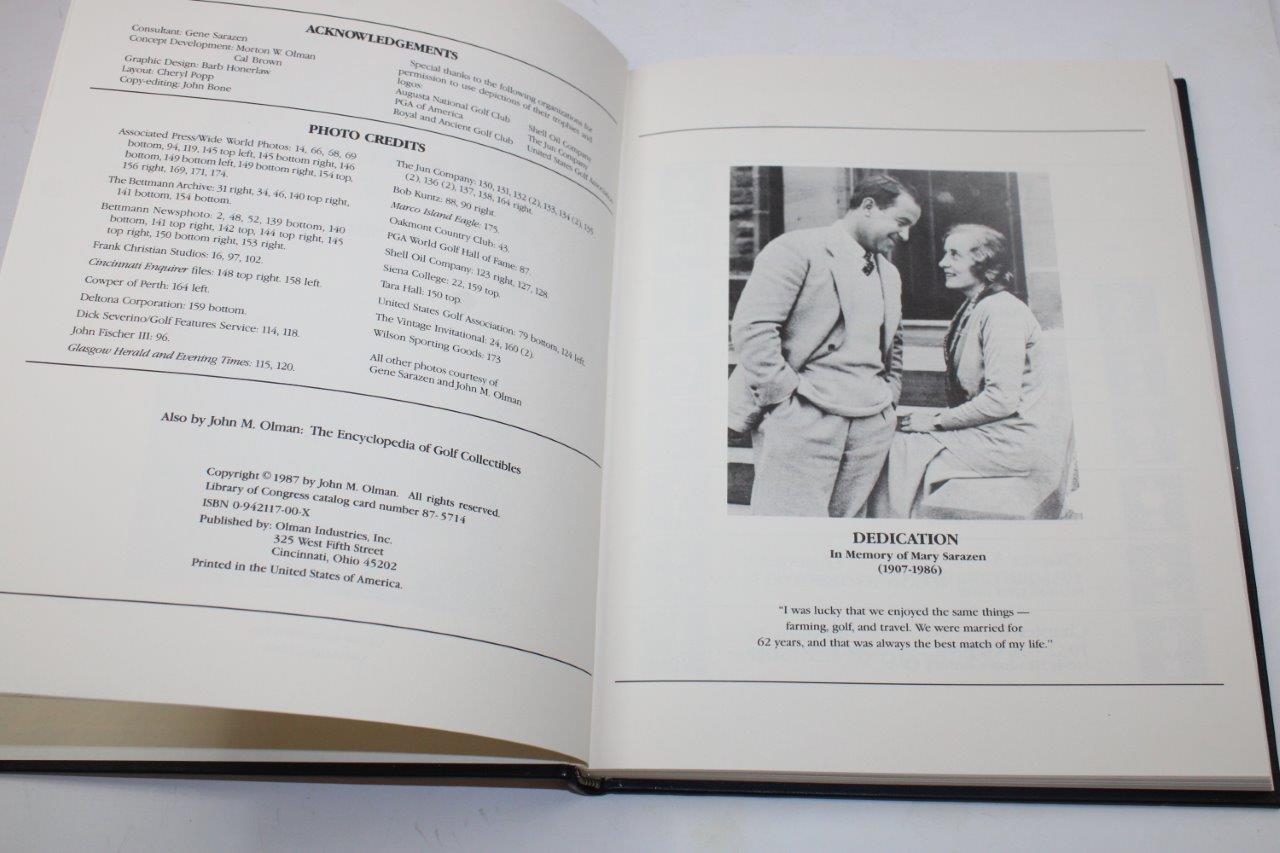 ACKNOWLEDGEMENTS
Consultant: Gene Sarazen
Concept Development: Morton W. Olman
Cal Brown
Graphic Design: Barb Honerlaw
Layout: Cheryl Popp
Copy-editing: John Bone
Special thanks to the following organizations for
permission to use depictions of their trophies and
logos:
Augusta National Golf Club
PGA of America
Royal and Ancient Golf Club
Shell Oil Company
The Jun Company
United States Golf Association
PHOTO CREDITS
Associated Press/Wide World Photos: 14, 66, 68, 69
bottom, 94, 119, 145 top left, 145 bottom right, 146
bottom, 149 bottom left, 149 bottom right, 154 top,
156 right, 169, 171, 174.
The Bettmann Archive: 31 right, 34, 46, 140 top right,
141 bottom, 154 bottom.
Bettmann Newsphoto: 2, 48, 52, 139 bottom, 140
bottom, 141 top right, 142 top, 144 top right, 145
top right, 150 bottom right, 153 right.
Frank Christian Studios: 16, 97, 102.
Cincinnati Enquirer files: 148 top right. 158 left.
Cowper of Perth: 164 left.
Deltona Corporation: 159 bottom.
Dick Severino/Golf Features Service: 114, 118.
John Fischer III: 96.
Glasgow Herald and Evening Times: 115, 120.
The Jun Company: 130, 131, 132 (2), 133, 134 (2), 135
(2), 136 (2), 137, 138, 164 right.
Bob Kuntz: 88, 90 right.
Marco Island Eagle: 175.
Oakmont Country Club: 43.
PGA World Golf Hall of Fame: 87.
Shell Oil Company: 123 right, 127, 128.
Siena College: 22, 159 top.
Tara Hall: 150 top.
United States Golf Association: 79 bottom, 124 left.
The Vintage Invitational: 24, 160 (2).
Wilson Sporting Goods: 173
All other photos courtesy of
Gene Sarazen and John M. Olman
Also by John M. Olman: The Encyclopedia of Golf Collectibles
Copyright © 1987 by John M. Olman. All rights reserved.
Library of Congress catalog card number 87-5714
ISBN 0-942117-00-X
Published by: Olman Industries, Inc.
325 West Fifth Street
Cincinnati, Ohio 45202
Printed in the United States of America.
DEDICATION
In Memory of Mary Sarazen
(1907-1986)
“I was lucky that we enjoyed the same things —
farming, golf, and travel. We were married for
62 years, and that was always the best match of my life.”